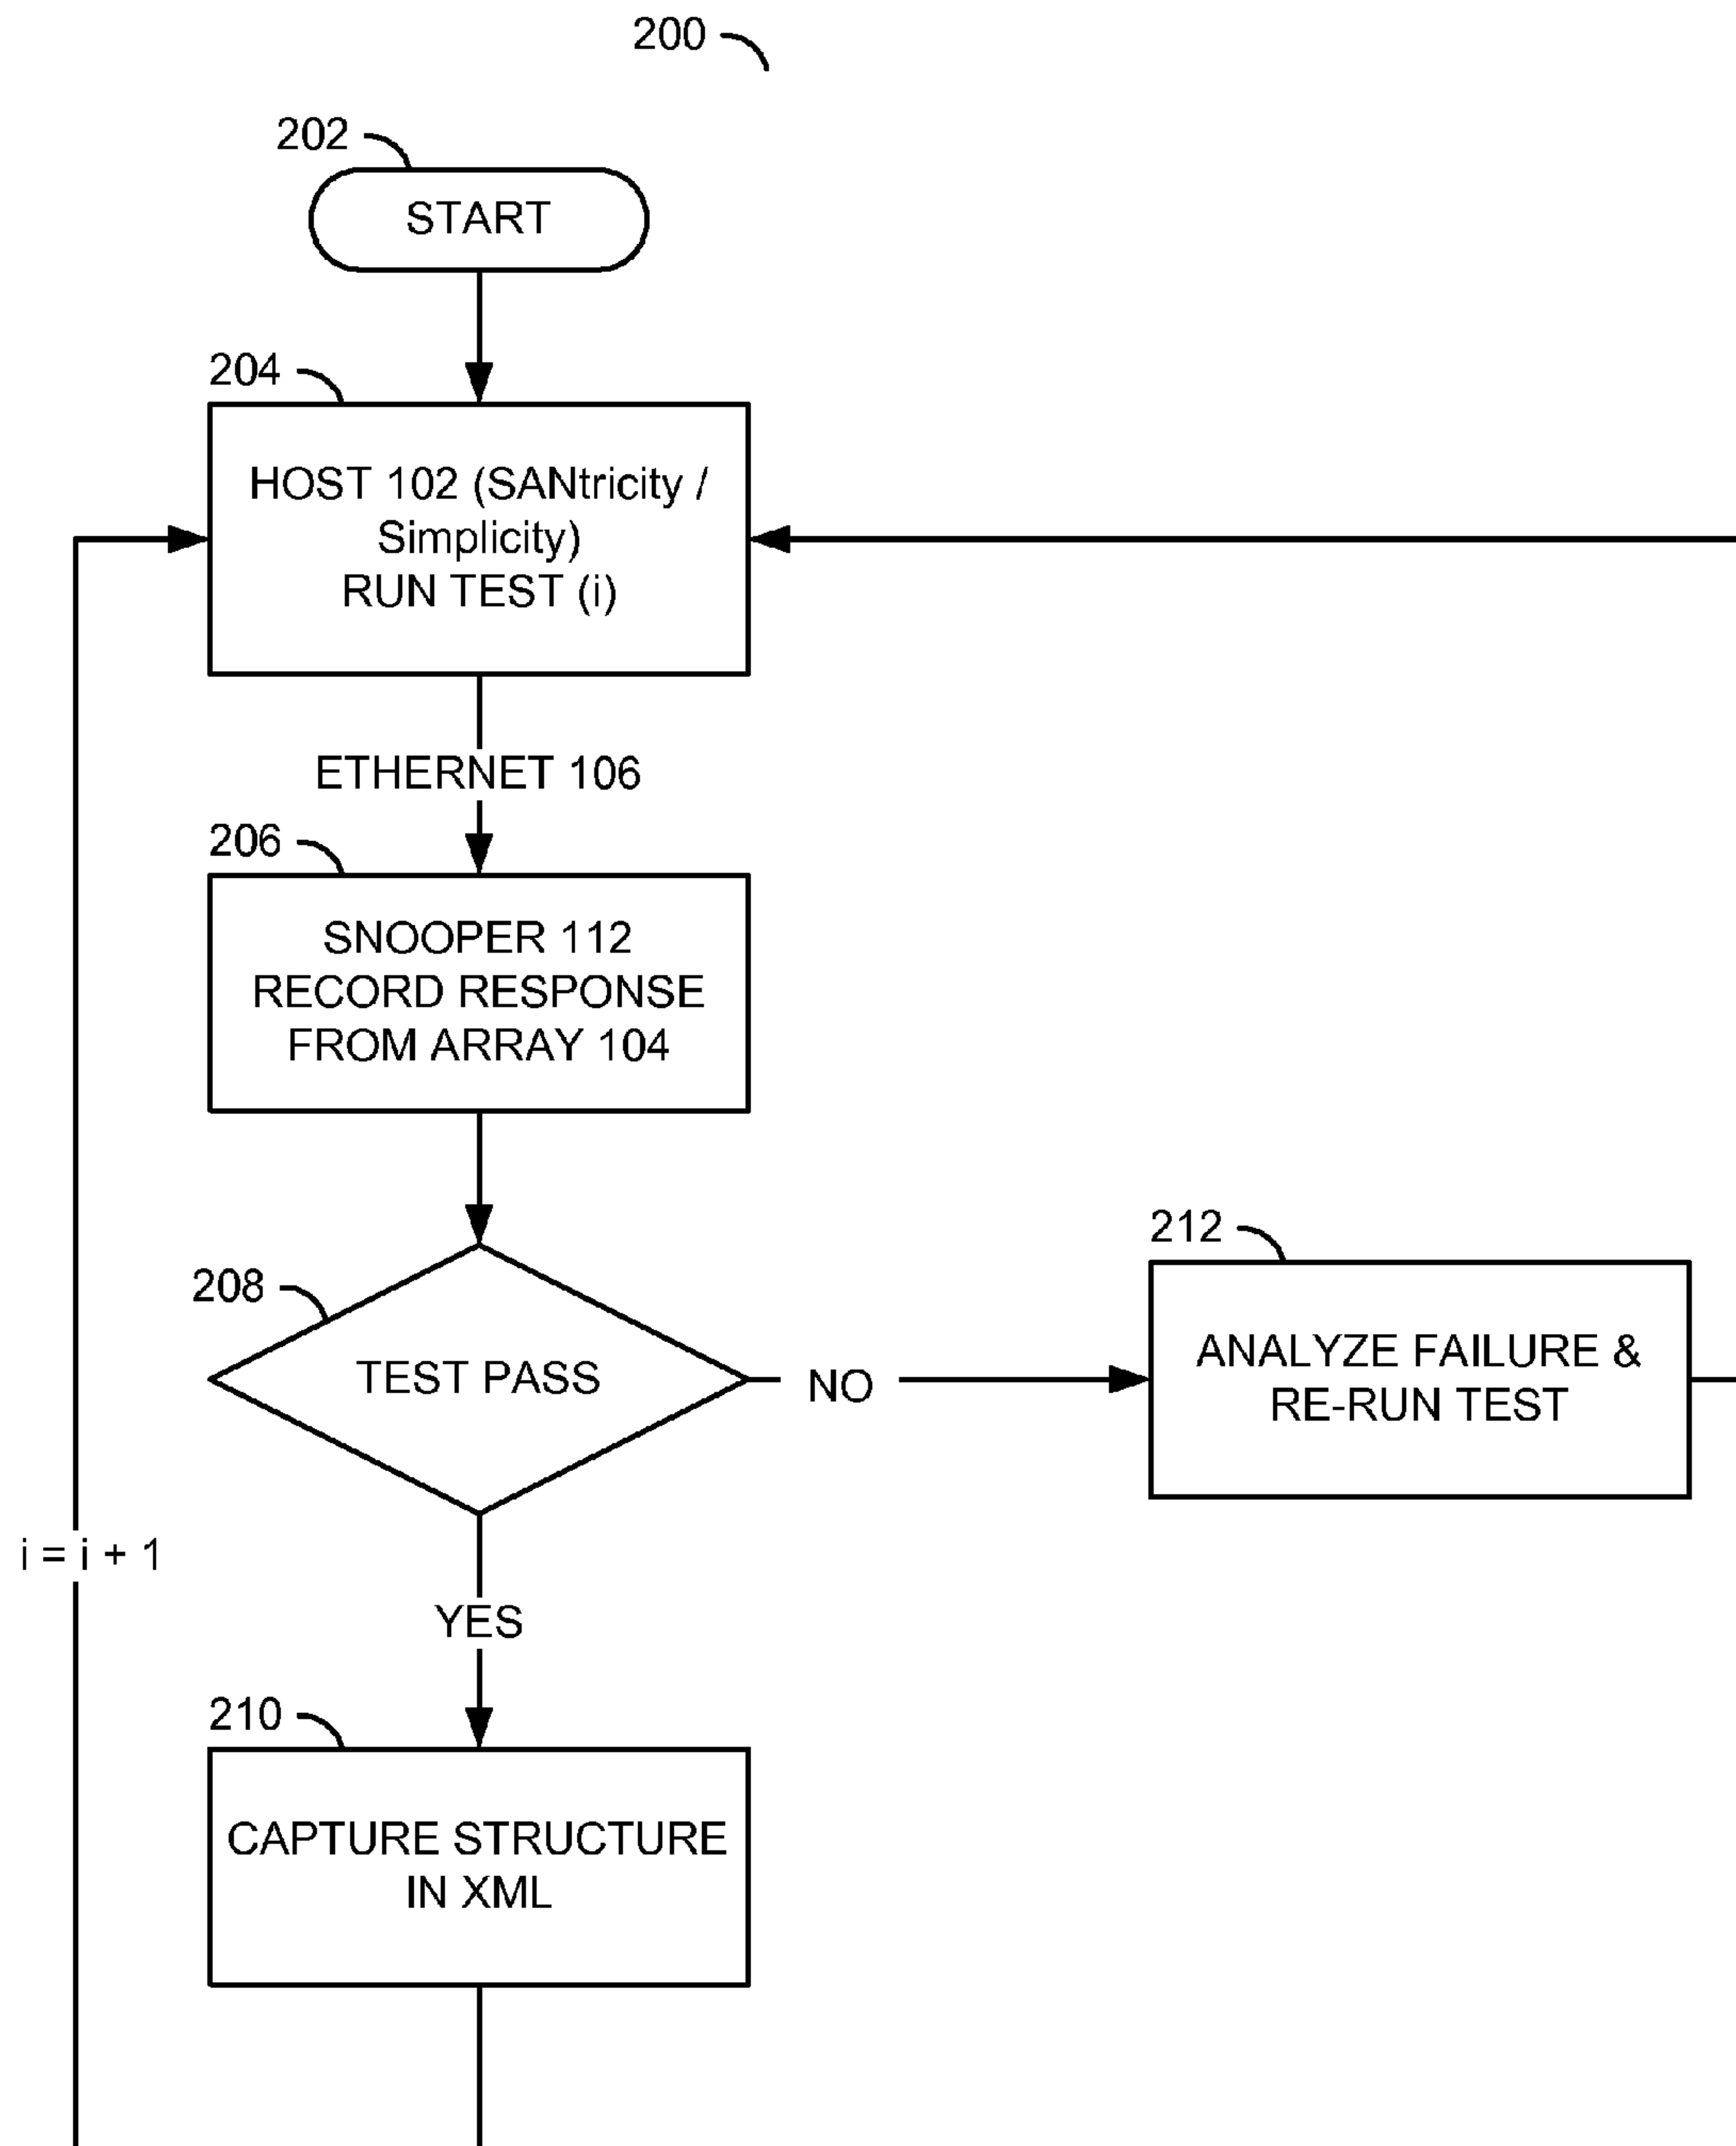 200
202
START
204
HOST 102 (SANtricity /
Simplicity)
RUN TEST (i)
ETHERNET 106
206
SNOOPER 112
RECORD RESPONSE
FROM ARRAY 104
208
TEST PASS
NO
212
ANALYZE FAILURE &
RE-RUN TEST
i = i + 1
YES
210
CAPTURE STRUCTURE
IN XML